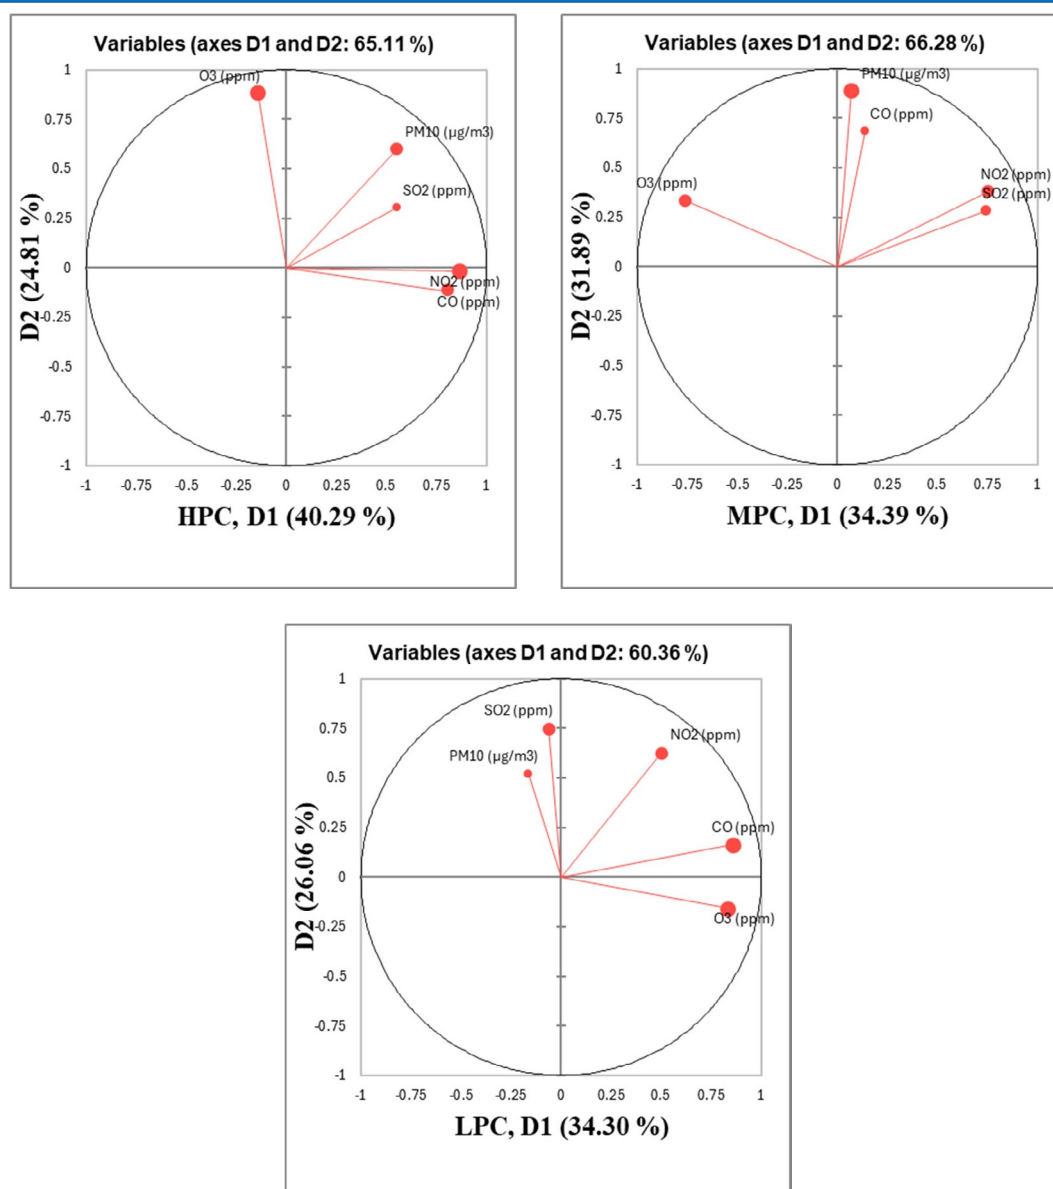 Variables (axes D1 and D2: 65.11 %)
1
0.75
0.5
0.25
0
-0.25
-0.5
-0.75
-1
O3 (ppm)
PM10 (µg/m3)
SO2 (ppm)
NO2 (ppm)
CO (ppm)
D2 (24.81 %)
-1 -0.75 -0.5 -0.25 0 0.25 0.5 0.75 1
HPC, D1 (40.29 %)
Variables (axes D1 and D2: 66.28 %)
1
0.75
0.5
0.25
0
-0.25
-0.5
-0.75
-1
PM10 (µg/m3)
CO (ppm)
NO2 (ppm)
O3 (ppm)
SO2 (ppm)
D2 (31.89 %)
-1 -0.75 -0.5 -0.25 0 0.25 0.5 0.75 1
MPC, D1 (34.39 %)
Variables (axes D1 and D2: 60.36 %)
1
0.75
0.5
0.25
0
-0.25
-0.5
-0.75
-1
SO2 (ppm)
NO2 (ppm)
PM10 (µg/m3)
CO (ppm)
O3 (ppm)
D2 (26.06 %)
-1 -0.75 -0.5 -0.25 0 0.25 0.5 0.75 1
LPC, D1 (34.30 %)